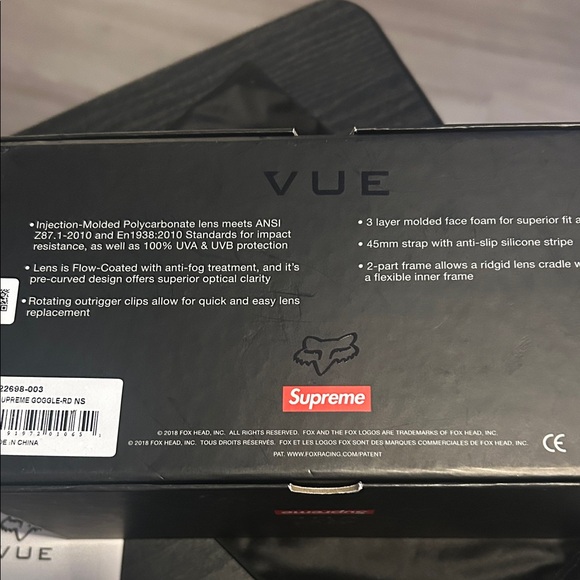 VUE
• Injection-Molded Polycarbonate lens meets ANSI
Z87.1-2010 and En1938:2010 Standards for impact
resistance, as well as 100% UVA & UVB protection
• Lens is Flow-Coated with anti-fog treatment, and it's
pre-curved design offers superior optical clarity
• Rotating outrigger clips allow for quick and easy lens
replacement
• 3 layer molded face foam for superior fit a
• 45mm strap with anti-slip silicone stripe
• 2-part frame allows a ridgid lens cradle w
a flexible inner frame
Supreme
22698-003
UPREME GOGGLE-RD NS
DE IN CHINA
© 2018 FOX HEAD, INC. ALL RIGHTS RESERVED. FOX AND THE FOX LOGOS ARE TRADEMARKS OF FOX HEAD, INC.
© 2018 FOX HEAD, INC. TOUS DROITS RÉSERVÉS. FOX ET LES LOGOS FOX SONT DES MARQUES COMMERCIALES DE FOX HEAD, INC.
PAT. WWW.FOXRACING.COM/PATENT
CE
Supreme
VUE